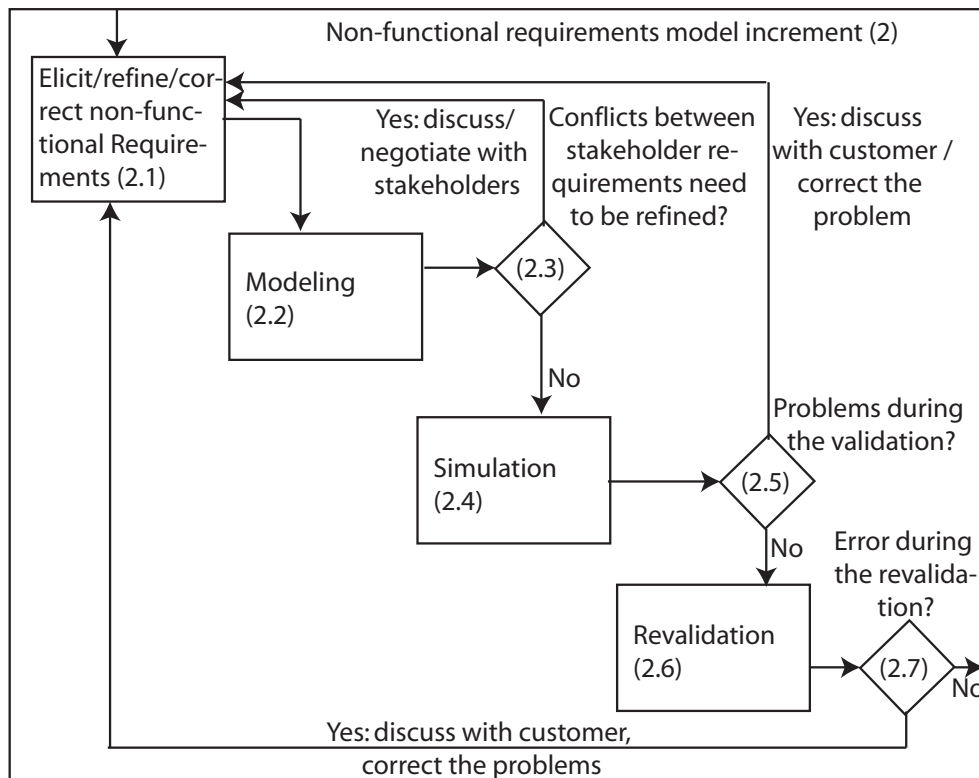 Non-functional requirements model increment (2)
Elicit/refine/cor-
rect non-func-
tional Require-
ments (2.1)
Yes: discuss/
negotiate with
stakeholders
Conflicts between
stakeholder re-
quirements need
to be refined?
Yes: discuss
with customer /
correct the
problem
Modeling
(2.2)
(2.3)
No
Simulation
(2.4)
Problems during
the validation?
(2.5)
No
Error during
the revalida-
tion?
Revalidation
(2.6)
(2.7)
No
Yes: discuss with customer,
correct the problems